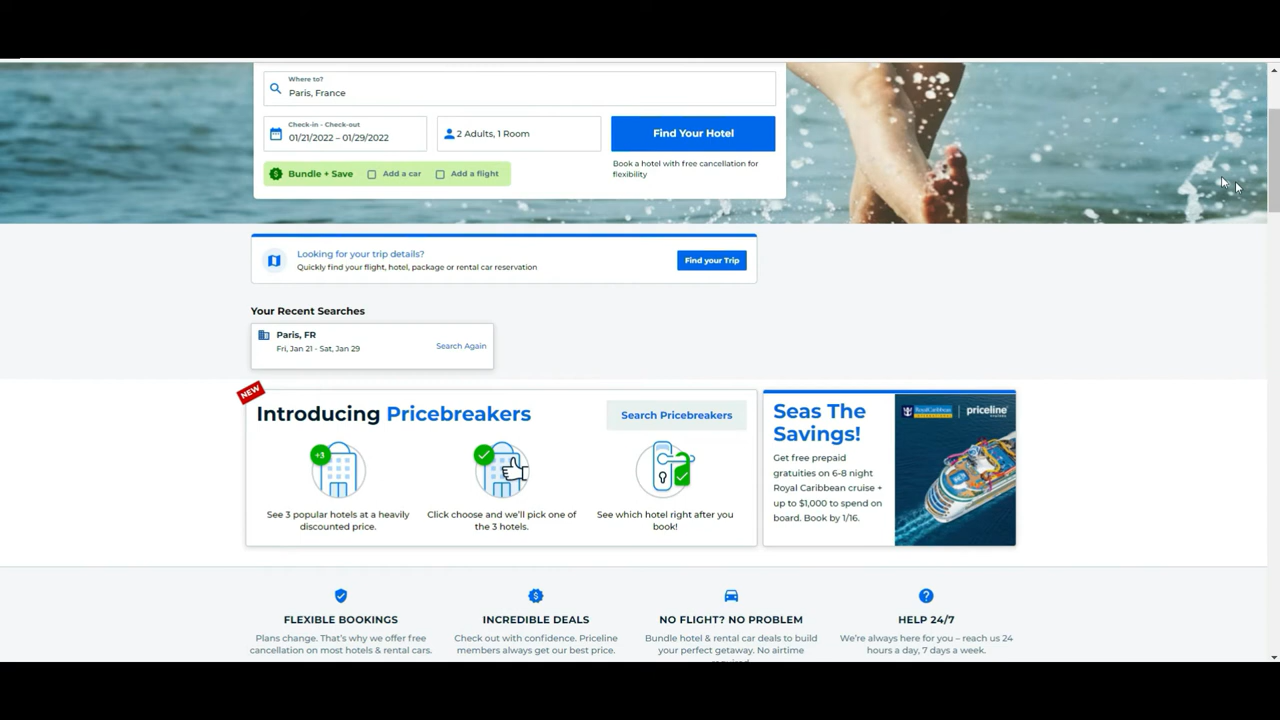 Where to?
Paris, France
Check-in - Check-out
01/21/2022 – 01/29/2022
2 Adults, 1 Room
Find Your Hotel
Bundle + Save
Add a car
Add a flight
Book a hotel with free cancellation for
flexibility
Looking for your trip details?
Quickly find your flight, hotel, package or rental car reservation
Find your Trip
Your Recent Searches
Paris, FR
Fri, Jan 21 - Sat, Jan 29
Search Again
NEW
Introducing Pricebreakers
Search Pricebreakers
+3
See 3 popular hotels at a heavily
discounted price.
Click choose and we'll pick one of
the 3 hotels.
See which hotel right after you
book!
Seas The
Savings!
Get free prepaid
gratuities on 6-8 night
Royal Caribbean cruise +
up to $1,000 to spend on
board. Book by 1/16.
RoyalCaribbean
INTERNATIONAL
priceline
FLEXIBLE BOOKINGS
Plans change. That's why we offer free
cancellation on most hotels & rental cars.
INCREDIBLE DEALS
Check out with confidence. Priceline
members always get our best price.
NO FLIGHT? NO PROBLEM
Bundle hotel & rental car deals to build
your perfect getaway. No airtime
required.
HELP 24/7
We're always here for you – reach us 24
hours a day, 7 days a week.